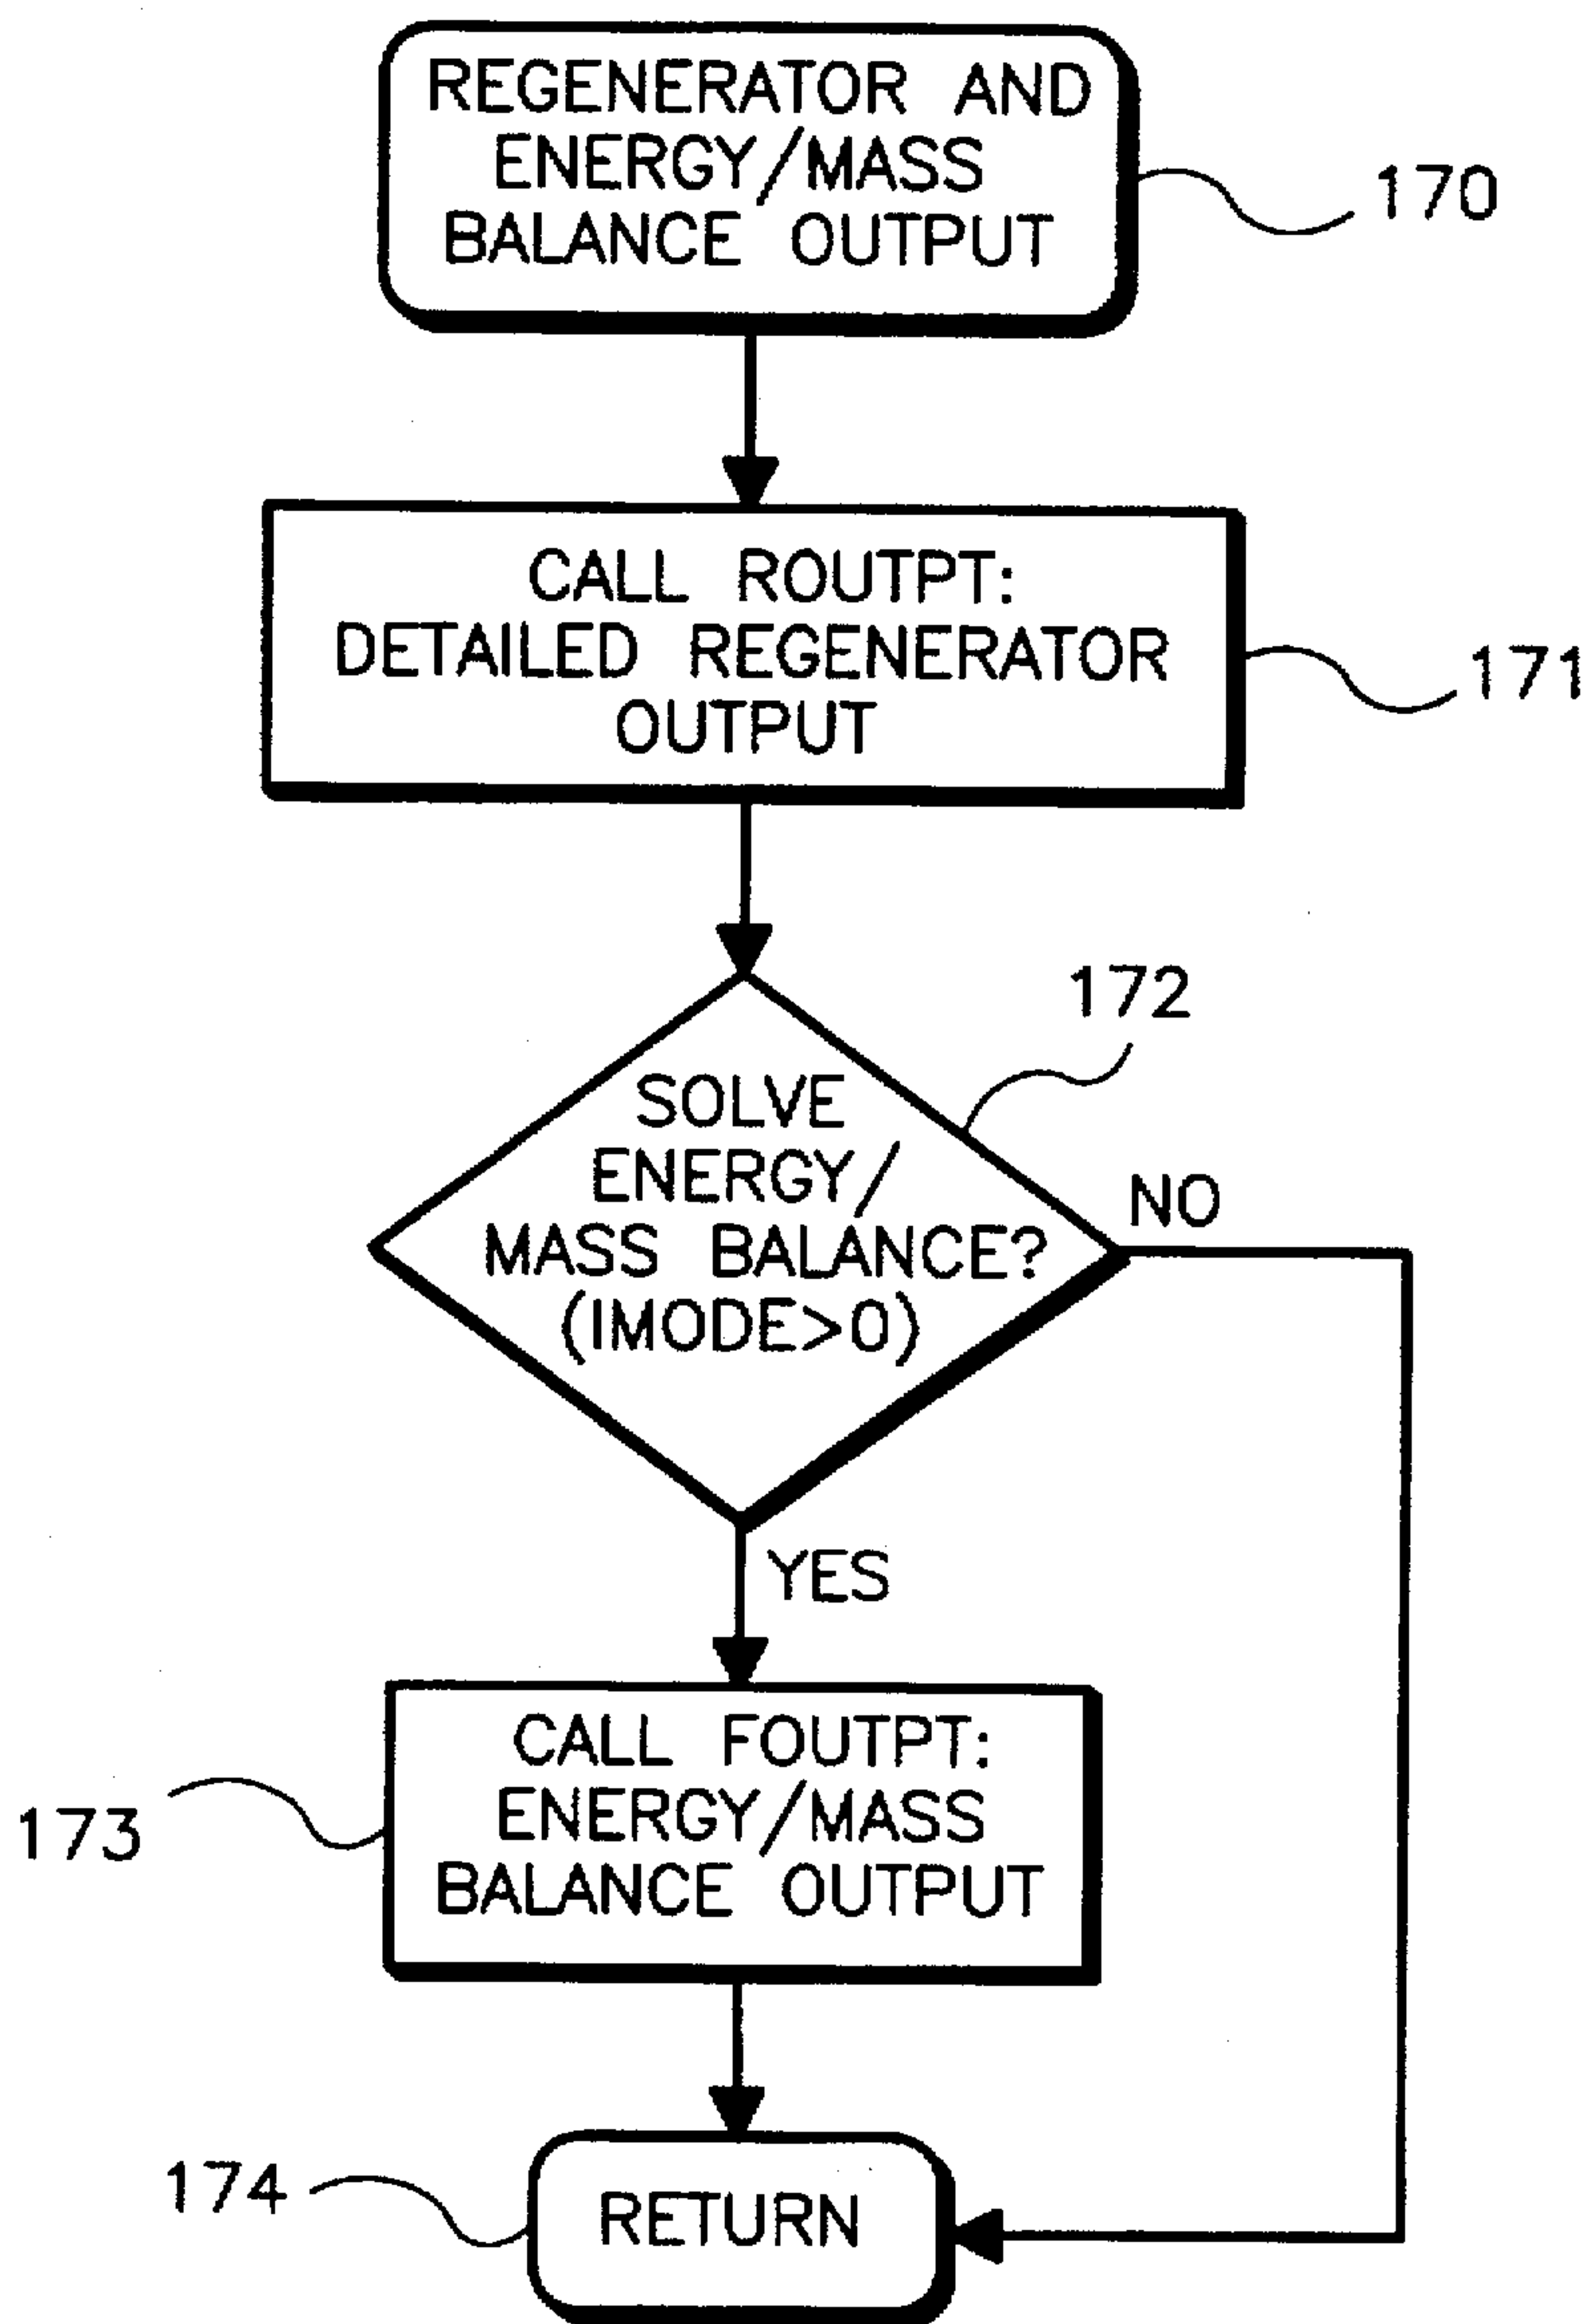 REGENERATOR AND
ENERGY/MASS
BALANCE OUTPUT
170
CALL ROUTPT:
DETAILED REGENERATOR
OUTPUT
171
172
SOLVE
ENERGY/
MASS BALANCE?
(IMODE>0)
NO
YES
CALL FOUTPT:
ENERGY/MASS
BALANCE OUTPUT
173
174
RETURN